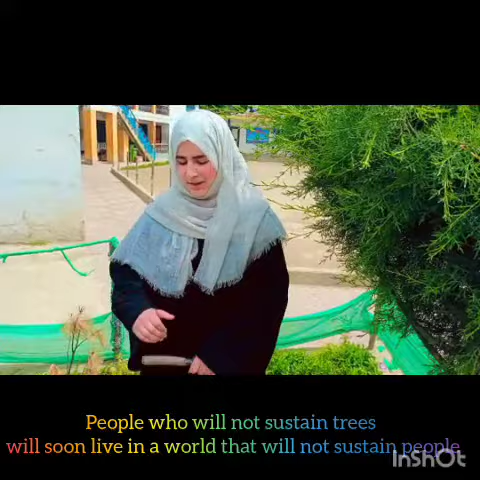 People who will not sustain trees
will soon live in a world that will not sustain people
InShOt